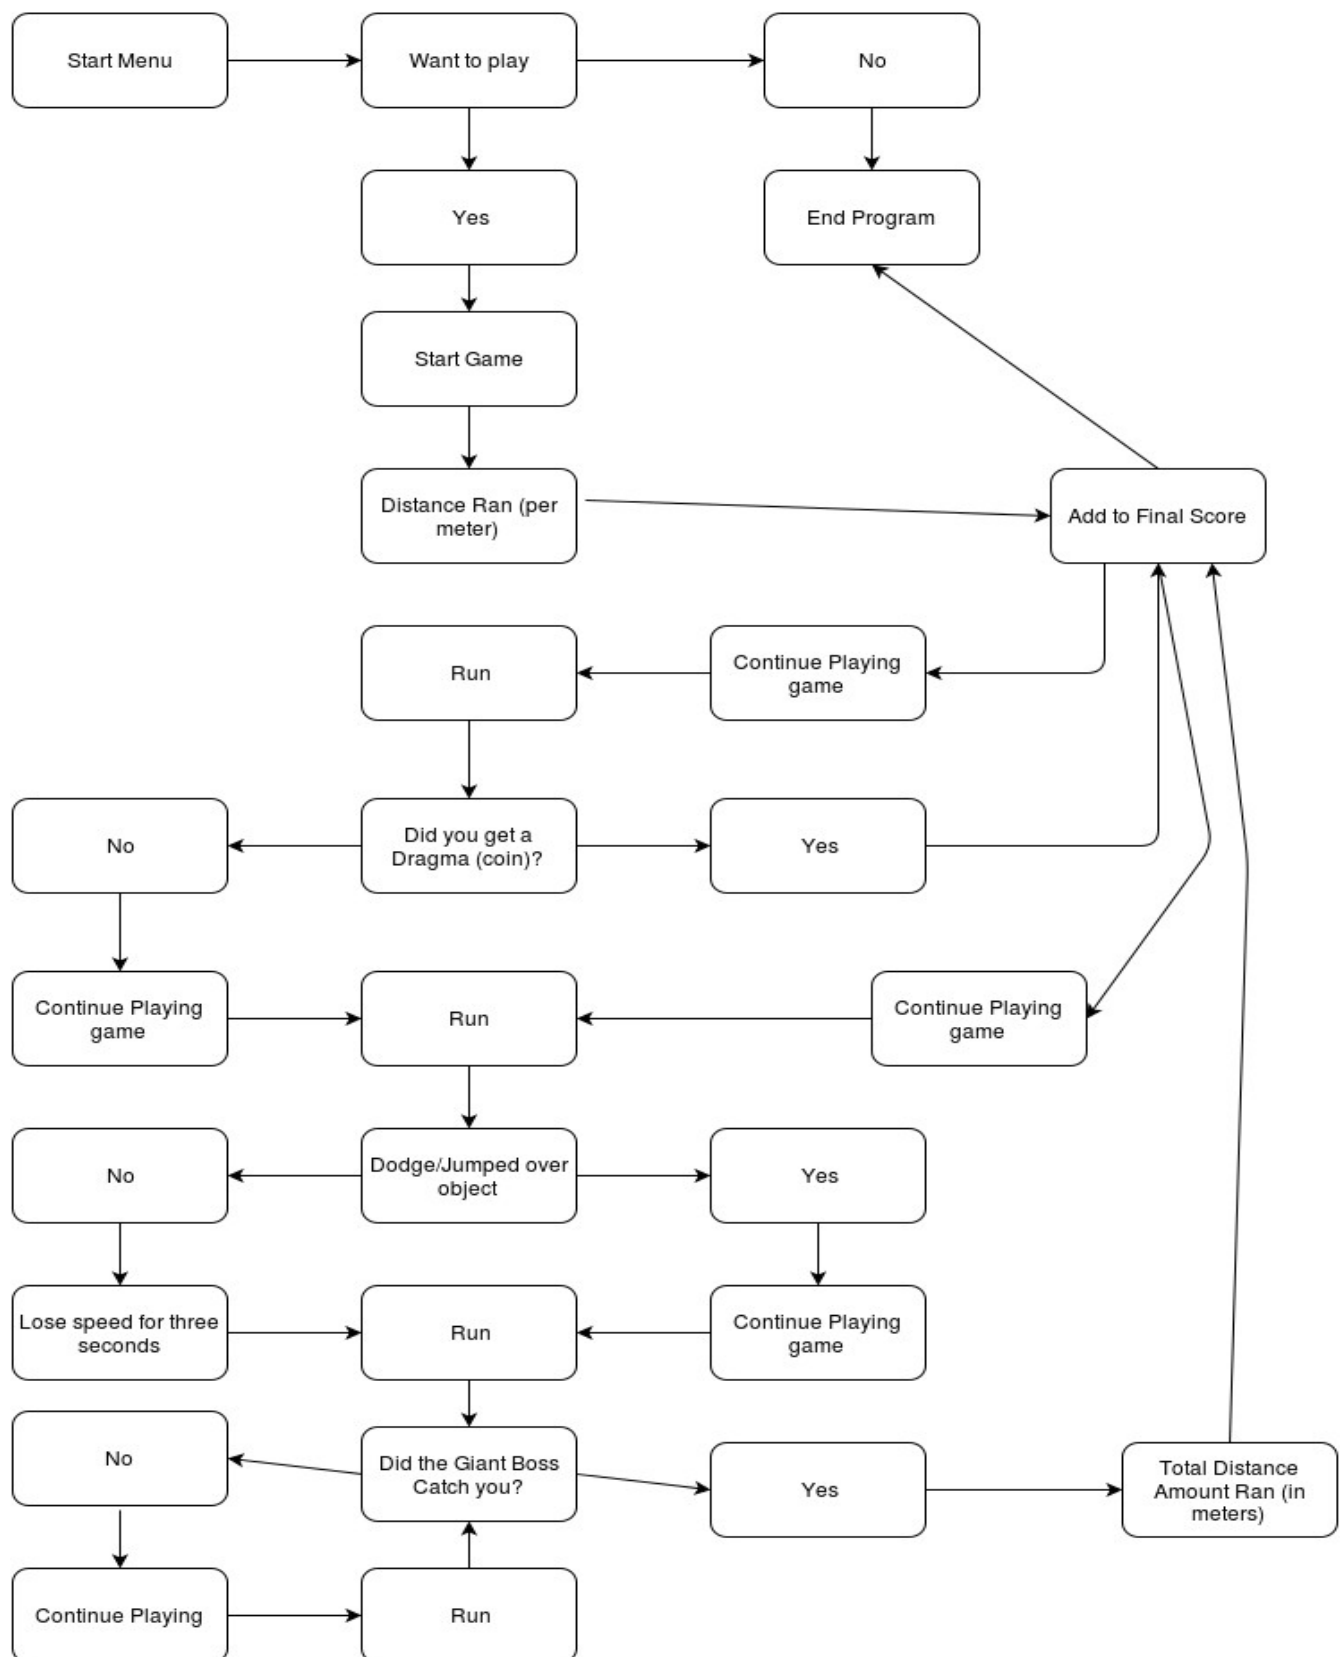 Start Menu
Want to play
No
Yes
End Program
Start Game
Distance Ran (per
meter)
Add to Final Score
Run
Continue Playing
game
No
Did you get a
Dragma (coin)?
Yes
Continue Playing
game
Run
Continue Playing
game
No
Dodge/Jumped over
object
Yes
Lose speed for three
seconds
Run
Continue Playing
game
No
Did the Giant Boss
Catch you?
Yes
Total Distance
Amount Ran (in
meters)
Continue Playing
Run